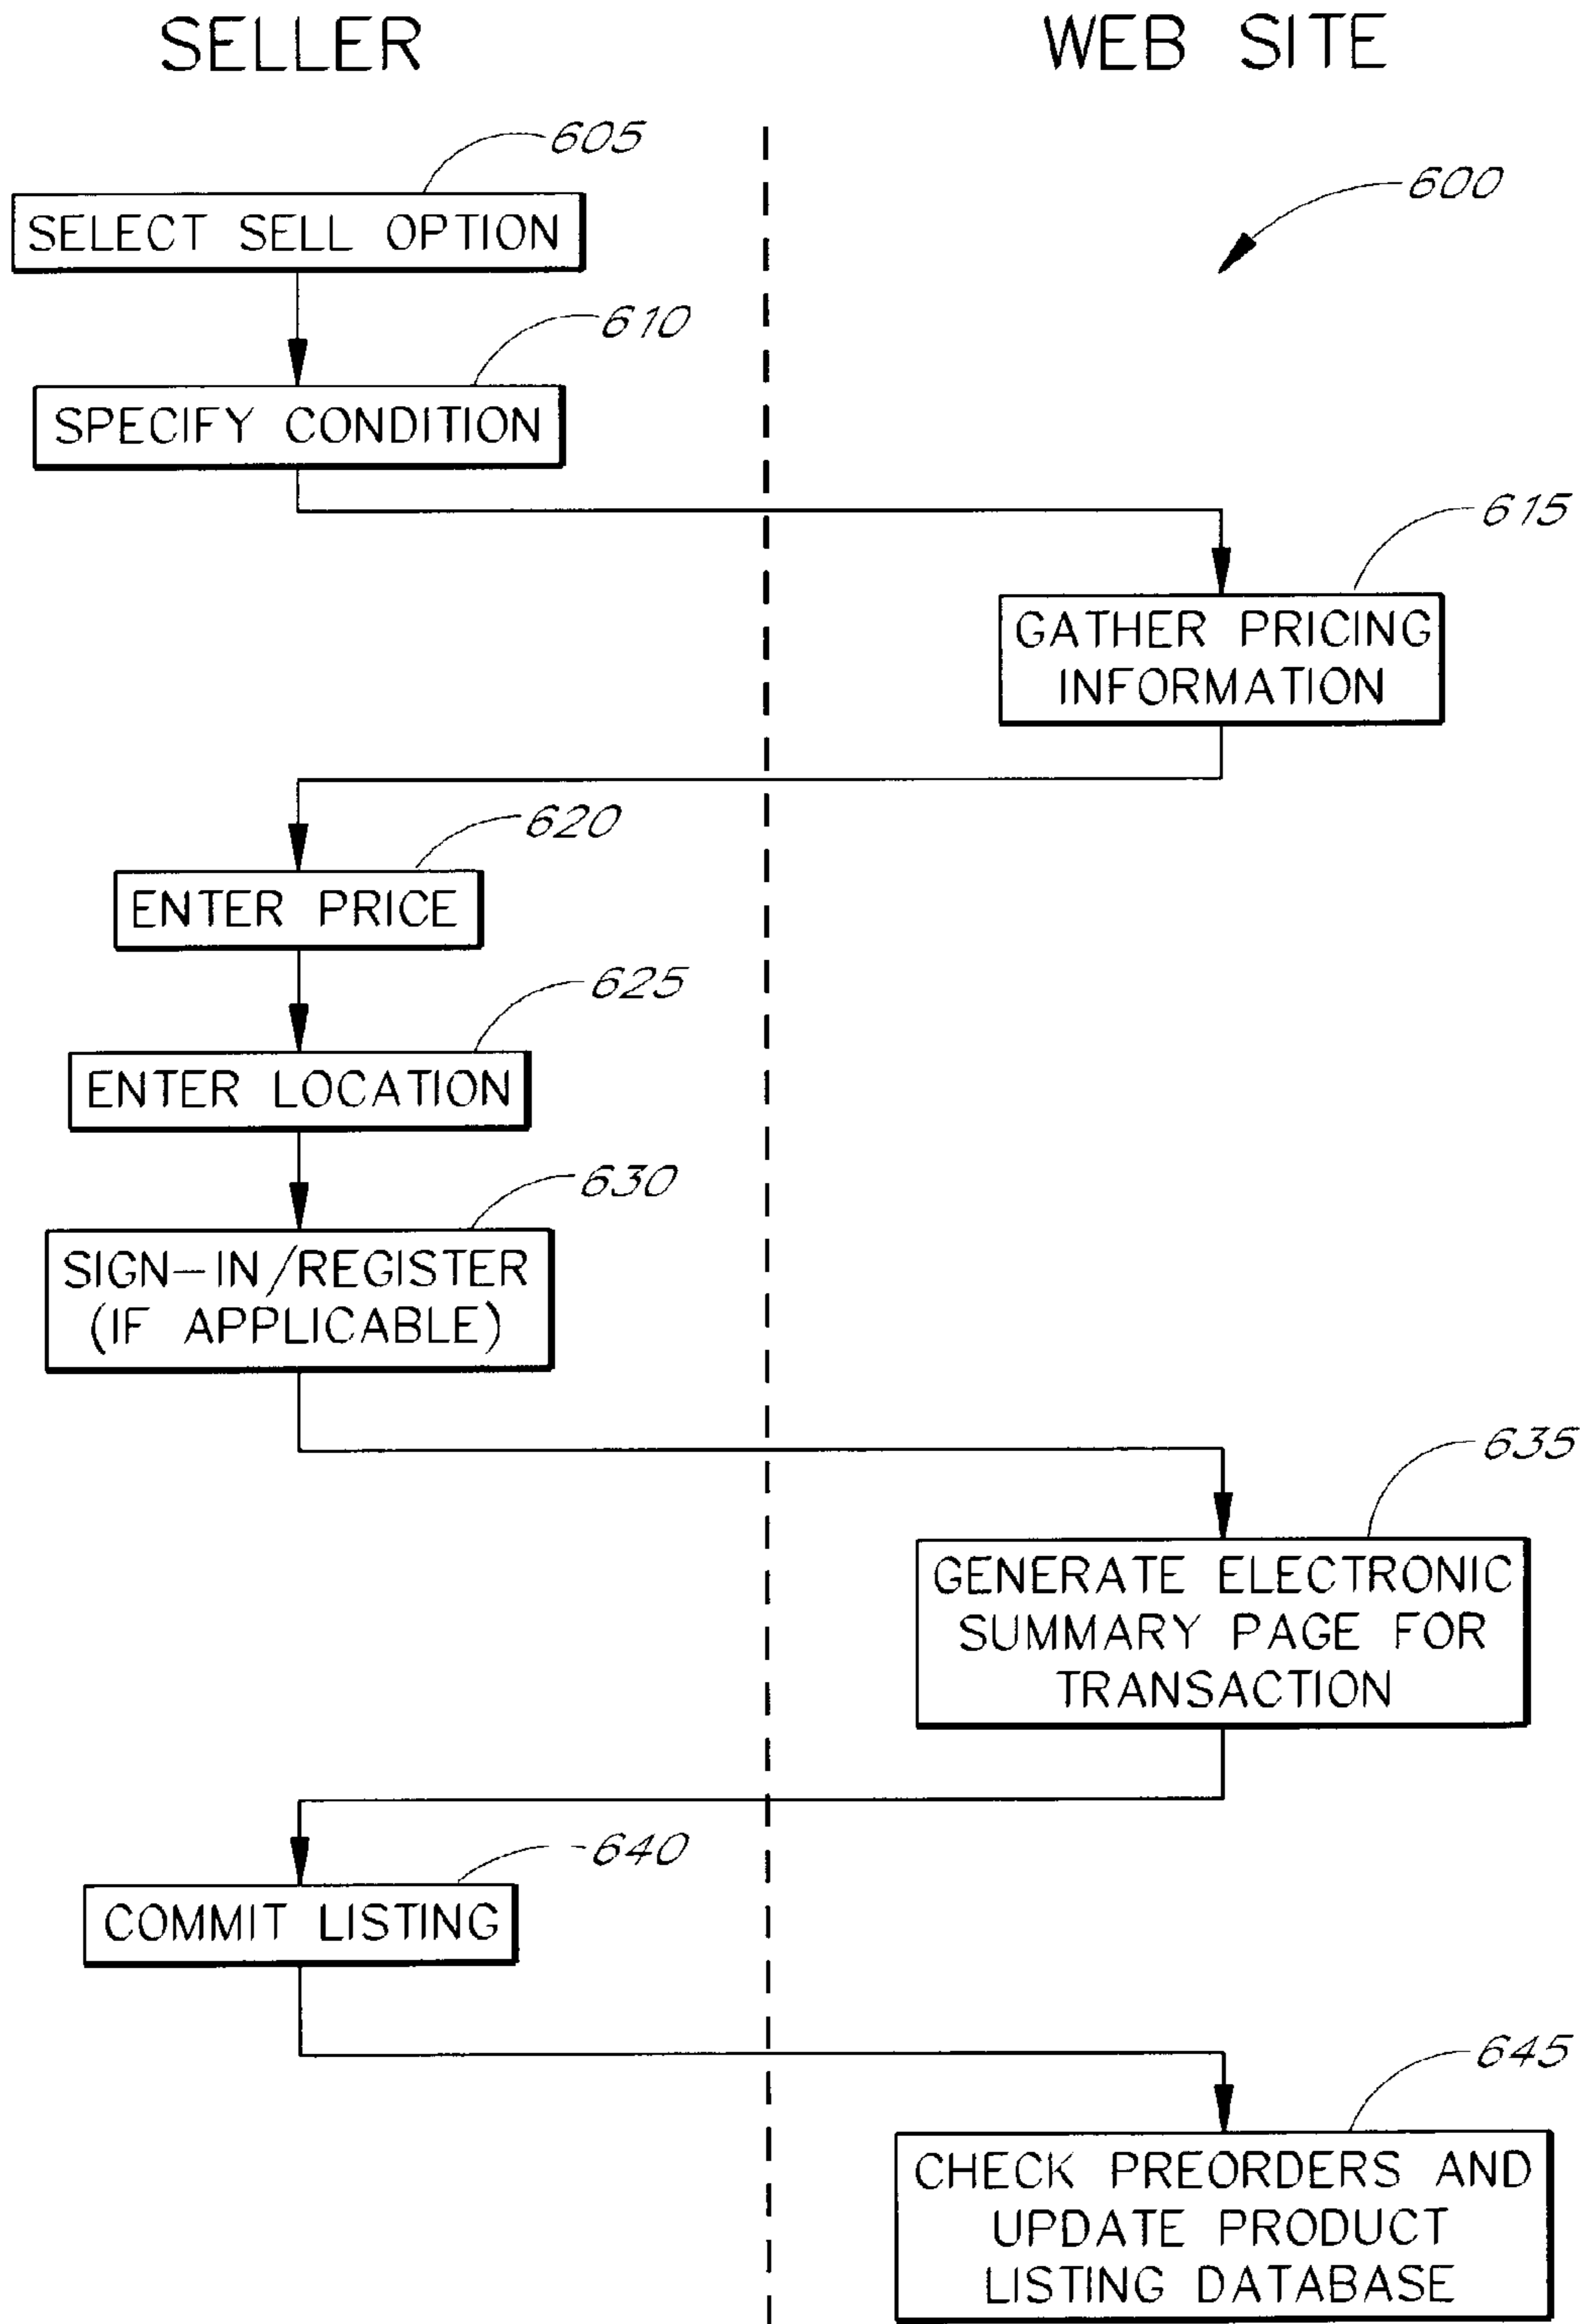 SELLER
WEB SITE
605
600
SELECT SELL OPTION
610
SPECIFY CONDITION
615
GATHER PRICING
INFORMATION
620
ENTER PRICE
625
ENTER LOCATION
630
SIGN-IN/REGISTER
(IF APPLICABLE)
635
GENERATE ELECTRONIC
SUMMARY PAGE FOR
TRANSACTION
640
COMMIT LISTING
645
CHECK PREORDERS AND
UPDATE PRODUCT
LISTING DATABASE